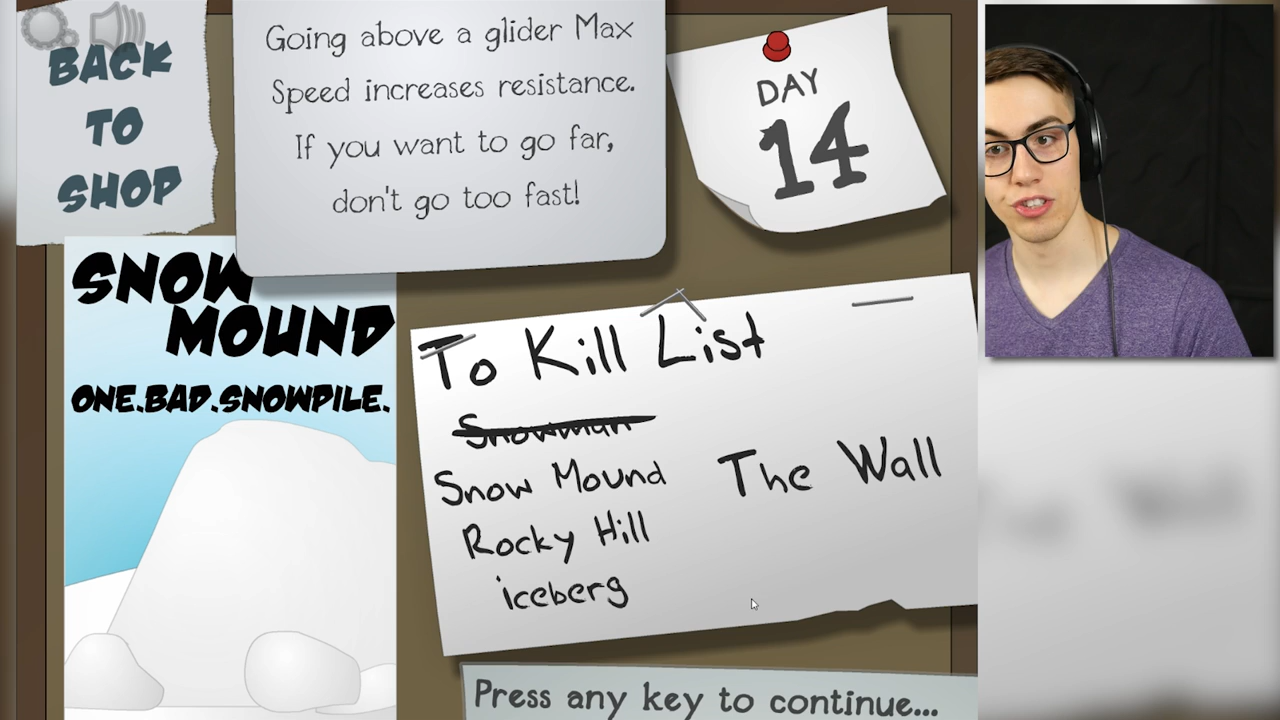 BACK
TO
SHOP
Going above a glider Max
Speed increases resistance.
If you want to go far,
don't go too fast!
DAY
14
SNOW
MOUND
ONE.BAD.SNOWPILE.
To Kill List
Snowman
Snow Mound
Rocky Hill
iceberg
The Wall
Press any key to continue...